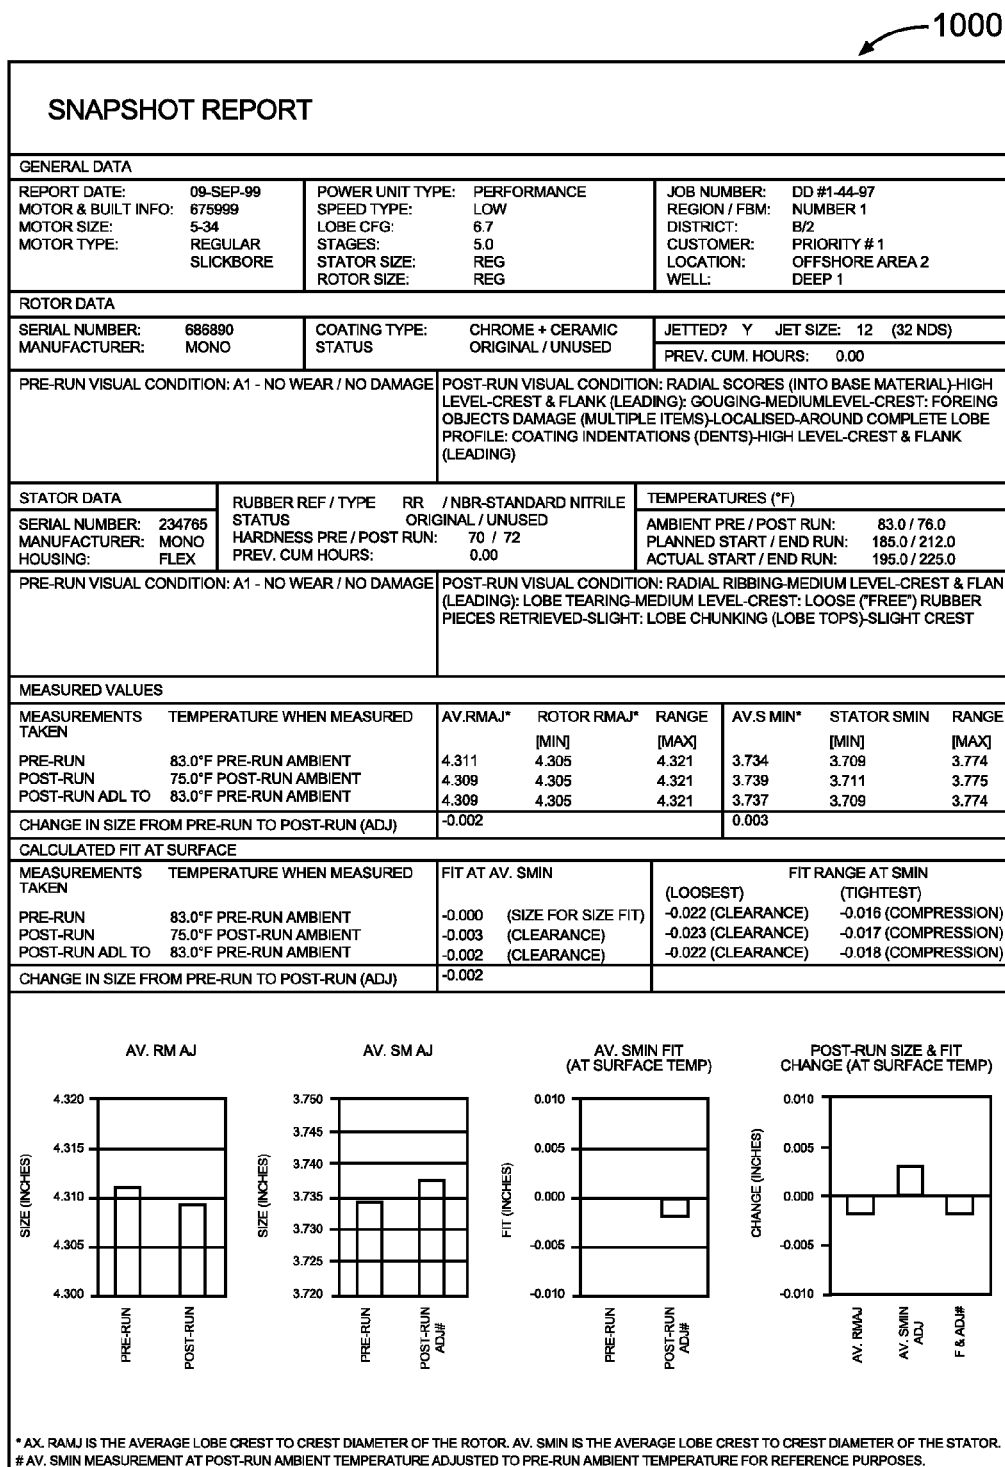 1000
SNAPSHOT REPORT
GENERAL DATA
REPORT DATE: 09-SEP-99
MOTOR & BUILT INFO: 675999
MOTOR SIZE: 5-34
MOTOR TYPE: REGULAR
SLICKBORE
POWER UNIT TYPE: PERFORMANCE
SPEED TYPE: LOW
LOBE CFG: 6.7
STAGES: 5.0
STATOR SIZE: REG
ROTOR SIZE: REG
JOB NUMBER: DD #1-44-97
REGION / FBM: NUMBER 1
DISTRICT: B/2
CUSTOMER: PRIORITY # 1
LOCATION: OFFSHORE AREA 2
WELL: DEEP 1
ROTOR DATA
SERIAL NUMBER: 686890
MANUFACTURER: MONO
COATING TYPE: CHROME + CERAMIC
STATUS ORIGINAL / UNUSED
JETTED? Y JET SIZE: 12 (32 NDS)
PREV. CUM. HOURS: 0.00
PRE-RUN VISUAL CONDITION: A1 - NO WEAR / NO DAMAGE
POST-RUN VISUAL CONDITION: RADIAL SCORES (INTO BASE MATERIAL)-HIGH
LEVEL-CREST & FLANK (LEADING): GOUGING-MEDIUMLEVEL-CREST: FOREING
OBJECTS DAMAGE (MULTIPLE ITEMS)-LOCALISED-AROUND COMPLETE LOBE
PROFILE: COATING INDENTATIONS (DENTS)-HIGH LEVEL-CREST & FLANK
(LEADING)
STATOR DATA
SERIAL NUMBER: 234765
MANUFACTURER: MONO
HOUSING: FLEX
RUBBER REF / TYPE RR / NBR-STANDARD NITRILE
STATUS ORIGINAL / UNUSED
HARDNESS PRE / POST RUN: 70 / 72
PREV. CUM HOURS: 0.00
TEMPERATURES (°F)
AMBIENT PRE / POST RUN: 83.0 / 76.0
PLANNED START / END RUN: 185.0 / 212.0
ACTUAL START / END RUN: 195.0 / 225.0
PRE-RUN VISUAL CONDITION: A1 - NO WEAR / NO DAMAGE
POST-RUN VISUAL CONDITION: RADIAL RIBBING-MEDIUM LEVEL-CREST & FLAN
(LEADING): LOBE TEARING-MEDIUM LEVEL-CREST: LOOSE ("FREE") RUBBER
PIECES RETRIEVED-SLIGHT: LOBE CHUNKING (LOBE TOPS)-SLIGHT CREST
MEASURED VALUES
MEASUREMENTS TEMPERATURE WHEN MEASURED AV.RMAJ* ROTOR RMAJ* RANGE AV.S MIN* STATOR SMIN RANGE
TAKEN [MIN] [MAX] [MIN] [MAX]
PRE-RUN 83.0°F PRE-RUN AMBIENT 4.311 4.305 4.321 3.734 3.709 3.774
POST-RUN 75.0°F POST-RUN AMBIENT 4.309 4.305 4.321 3.739 3.711 3.775
POST-RUN ADL TO 83.0°F PRE-RUN AMBIENT 4.309 4.305 4.321 3.737 3.709 3.774
CHANGE IN SIZE FROM PRE-RUN TO POST-RUN (ADJ) -0.002 0.003
CALCULATED FIT AT SURFACE
MEASUREMENTS TEMPERATURE WHEN MEASURED FIT AT AV. SMIN FIT RANGE AT SMIN
TAKEN (LOOSEST) (TIGHTEST)
PRE-RUN 83.0°F PRE-RUN AMBIENT -0.000 (SIZE FOR SIZE FIT) -0.022 (CLEARANCE) -0.016 (COMPRESSION)
POST-RUN 75.0°F POST-RUN AMBIENT -0.003 (CLEARANCE) -0.023 (CLEARANCE) -0.017 (COMPRESSION)
POST-RUN ADL TO 83.0°F PRE-RUN AMBIENT -0.002 (CLEARANCE) -0.022 (CLEARANCE) -0.018 (COMPRESSION)
CHANGE IN SIZE FROM PRE-RUN TO POST-RUN (ADJ) -0.002
AV. RM AJ
SIZE (INCHES)
4.320
4.315
4.310
4.305
4.300
PRE-RUN
POST-RUN
AV. SM AJ
SIZE (INCHES)
3.750
3.745
3.740
3.735
3.730
3.725
3.720
PRE-RUN
POST-RUN
ADJ#
AV. SMIN FIT
(AT SURFACE TEMP)
FIT (INCHES)
0.010
0.005
0.000
-0.005
-0.010
PRE-RUN
POST-RUN
ADJ#
POST-RUN SIZE & FIT
CHANGE (AT SURFACE TEMP)
CHANGE (INCHES)
0.010
0.005
0.000
-0.005
-0.010
AV. RMAJ
AV. SMIN
ADJ
F & ADJ#
* AX. RAMJ IS THE AVERAGE LOBE CREST TO CREST DIAMETER OF THE ROTOR. AV. SMIN IS THE AVERAGE LOBE CREST TO CREST DIAMETER OF THE STATOR.
# AV. SMIN MEASUREMENT AT POST-RUN AMBIENT TEMPERATURE ADJUSTED TO PRE-RUN AMBIENT TEMPERATURE FOR REFERENCE PURPOSES.